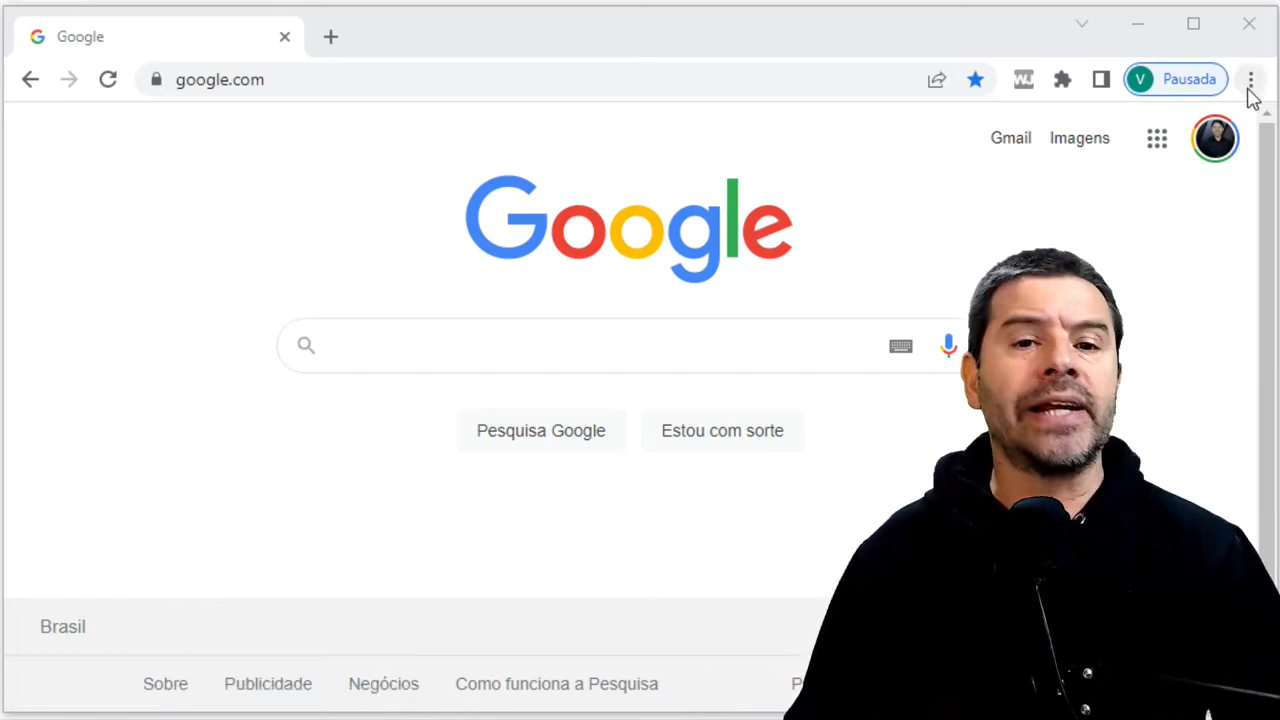 Google
google.com
WJ
V Pausada
Gmail Imagens
Google
Pesquisa Google Estou com sorte
Brasil
Sobre Publicidade Negócios Como funciona a Pesquisa